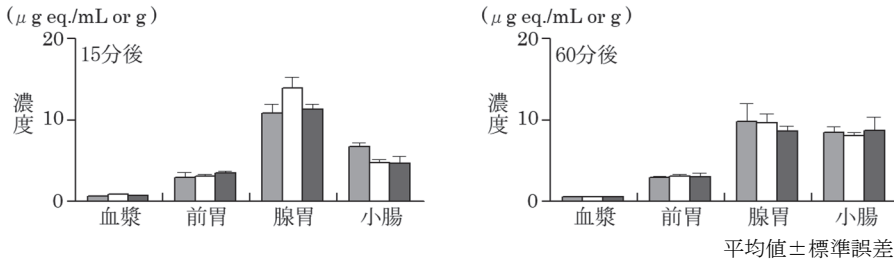 (μg eq./mL or g)
20
10
0
濃度
15分後
血漿 前胃 腺胃 小腸
(μg eq./mL or g)
20
10
0
濃度
60分後
血漿 前胃 腺胃 小腸
平均値±標準誤差